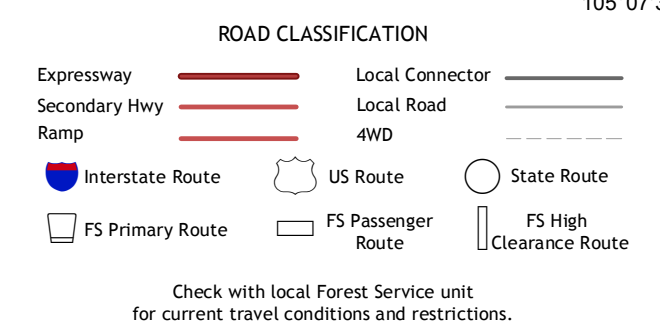 105 07
ROAD CLASSIFICATION
Expressway
Local Connector
Secondary Hwy
Local Road
Ramp
4WD
Interstate Route
US Route
State Route
FS Primary Route
FS Passenger
Route
FS High
Clearance Route
Check with local Forest Service unit
for current travel conditions and restrictions.